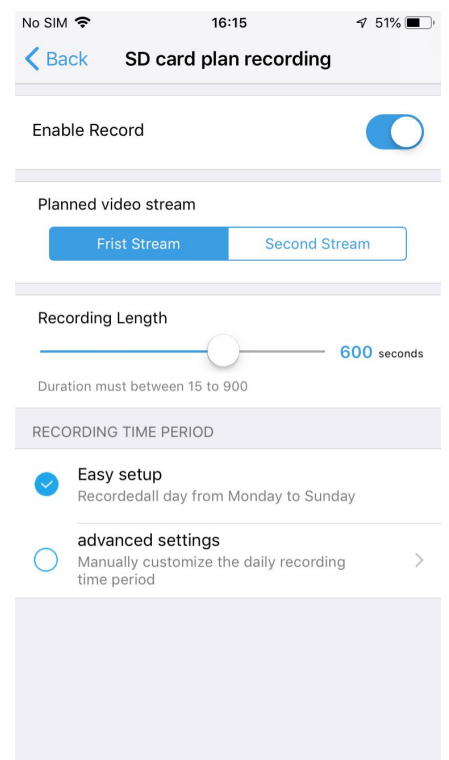 No SIM 16:15 51%
Back SD card plan recording
Enable Record
Planned video stream
Frist Stream Second Stream
Recording Length
600 seconds
Duration must between 15 to 900
RECORDING TIME PERIOD
Easy setup
Recordedall day from Monday to Sunday
advanced settings
Manually customize the daily recording
time period